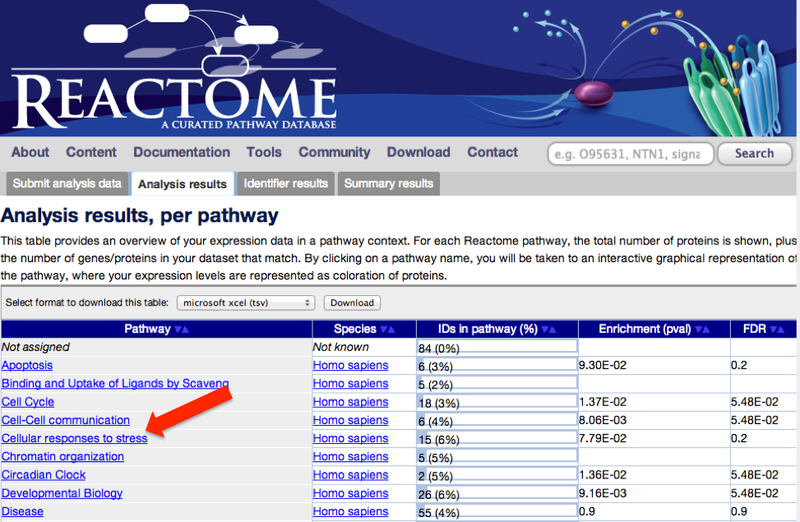 REACTOME
A CURATED PATHWAY DATABASE
About Content Documentation Tools Community Download Contact e.g. O95631, NTN1, signa Search
Submit analysis data Analysis results Identifier results Summary results
Analysis results, per pathway
This table provides an overview of your expression data in a pathway context. For each Reactome pathway, the total number of proteins is shown, plus
the number of genes/proteins in your dataset that match. By clicking on a pathway name, you will be taken to an interactive graphical representation of
the pathway, where your expression levels are represented as coloration of proteins.
Select format to download this table: microsoft xcel (tsv) Download
Pathway Species IDs in pathway (%) Enrichment (pval) FDR
Not assigned Not known 84 (0%)
Apoptosis Homo sapiens 6 (3%) 9.30E-02 0.2
Binding and Uptake of Ligands by Scaveng Homo sapiens 5 (2%)
Cell Cycle Homo sapiens 18 (3%) 1.37E-02 5.48E-02
Cell-Cell communication Homo sapiens 6 (4%) 8.06E-03 5.48E-02
Cellular responses to stress Homo sapiens 15 (6%) 7.79E-02 0.2
Chromatin organization Homo sapiens 5 (5%)
Circadian Clock Homo sapiens 2 (5%) 1.36E-02 5.48E-02
Developmental Biology Homo sapiens 26 (6%) 9.16E-03 5.48E-02
Disease Homo sapiens 55 (4%) 0.9 0.9